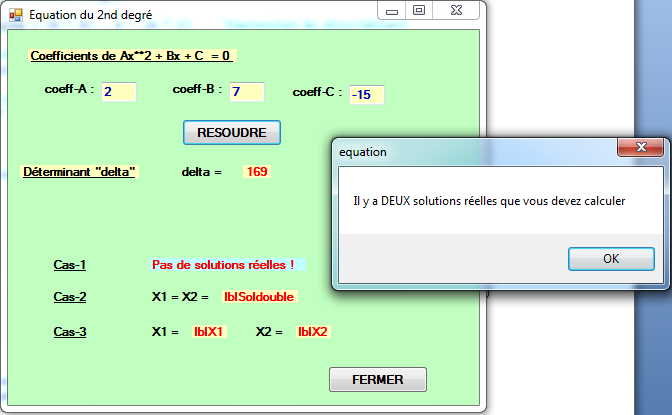 Equation du 2nd degré
Coefficients de Ax**2 + Bx + C = 0
coeff-A : 2 coeff-B : 7 coeff-C : -15
RESOUDRE
Déterminant "delta" delta = 169
Cas-1 Pas de solutions réelles !
Cas-2 X1 = X2 = lblSoldouble
Cas-3 X1 = lblX1 X2 = lblX2
FERMER
equation
Il y a DEUX solutions réelles que vous devez calculer
OK